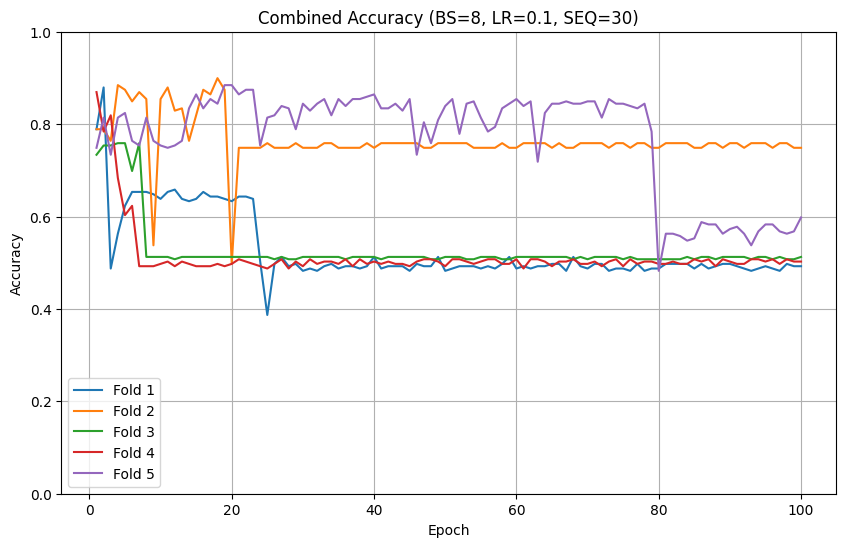 Combined Accuracy (BS=8, LR=0.1, SEQ=30)
1.0
0.8
0.6
0.4
0.2
0.0
Accuracy
Fold 1
Fold 2
Fold 3
Fold 4
Fold 5
0 20 40 60 80 100
Epoch